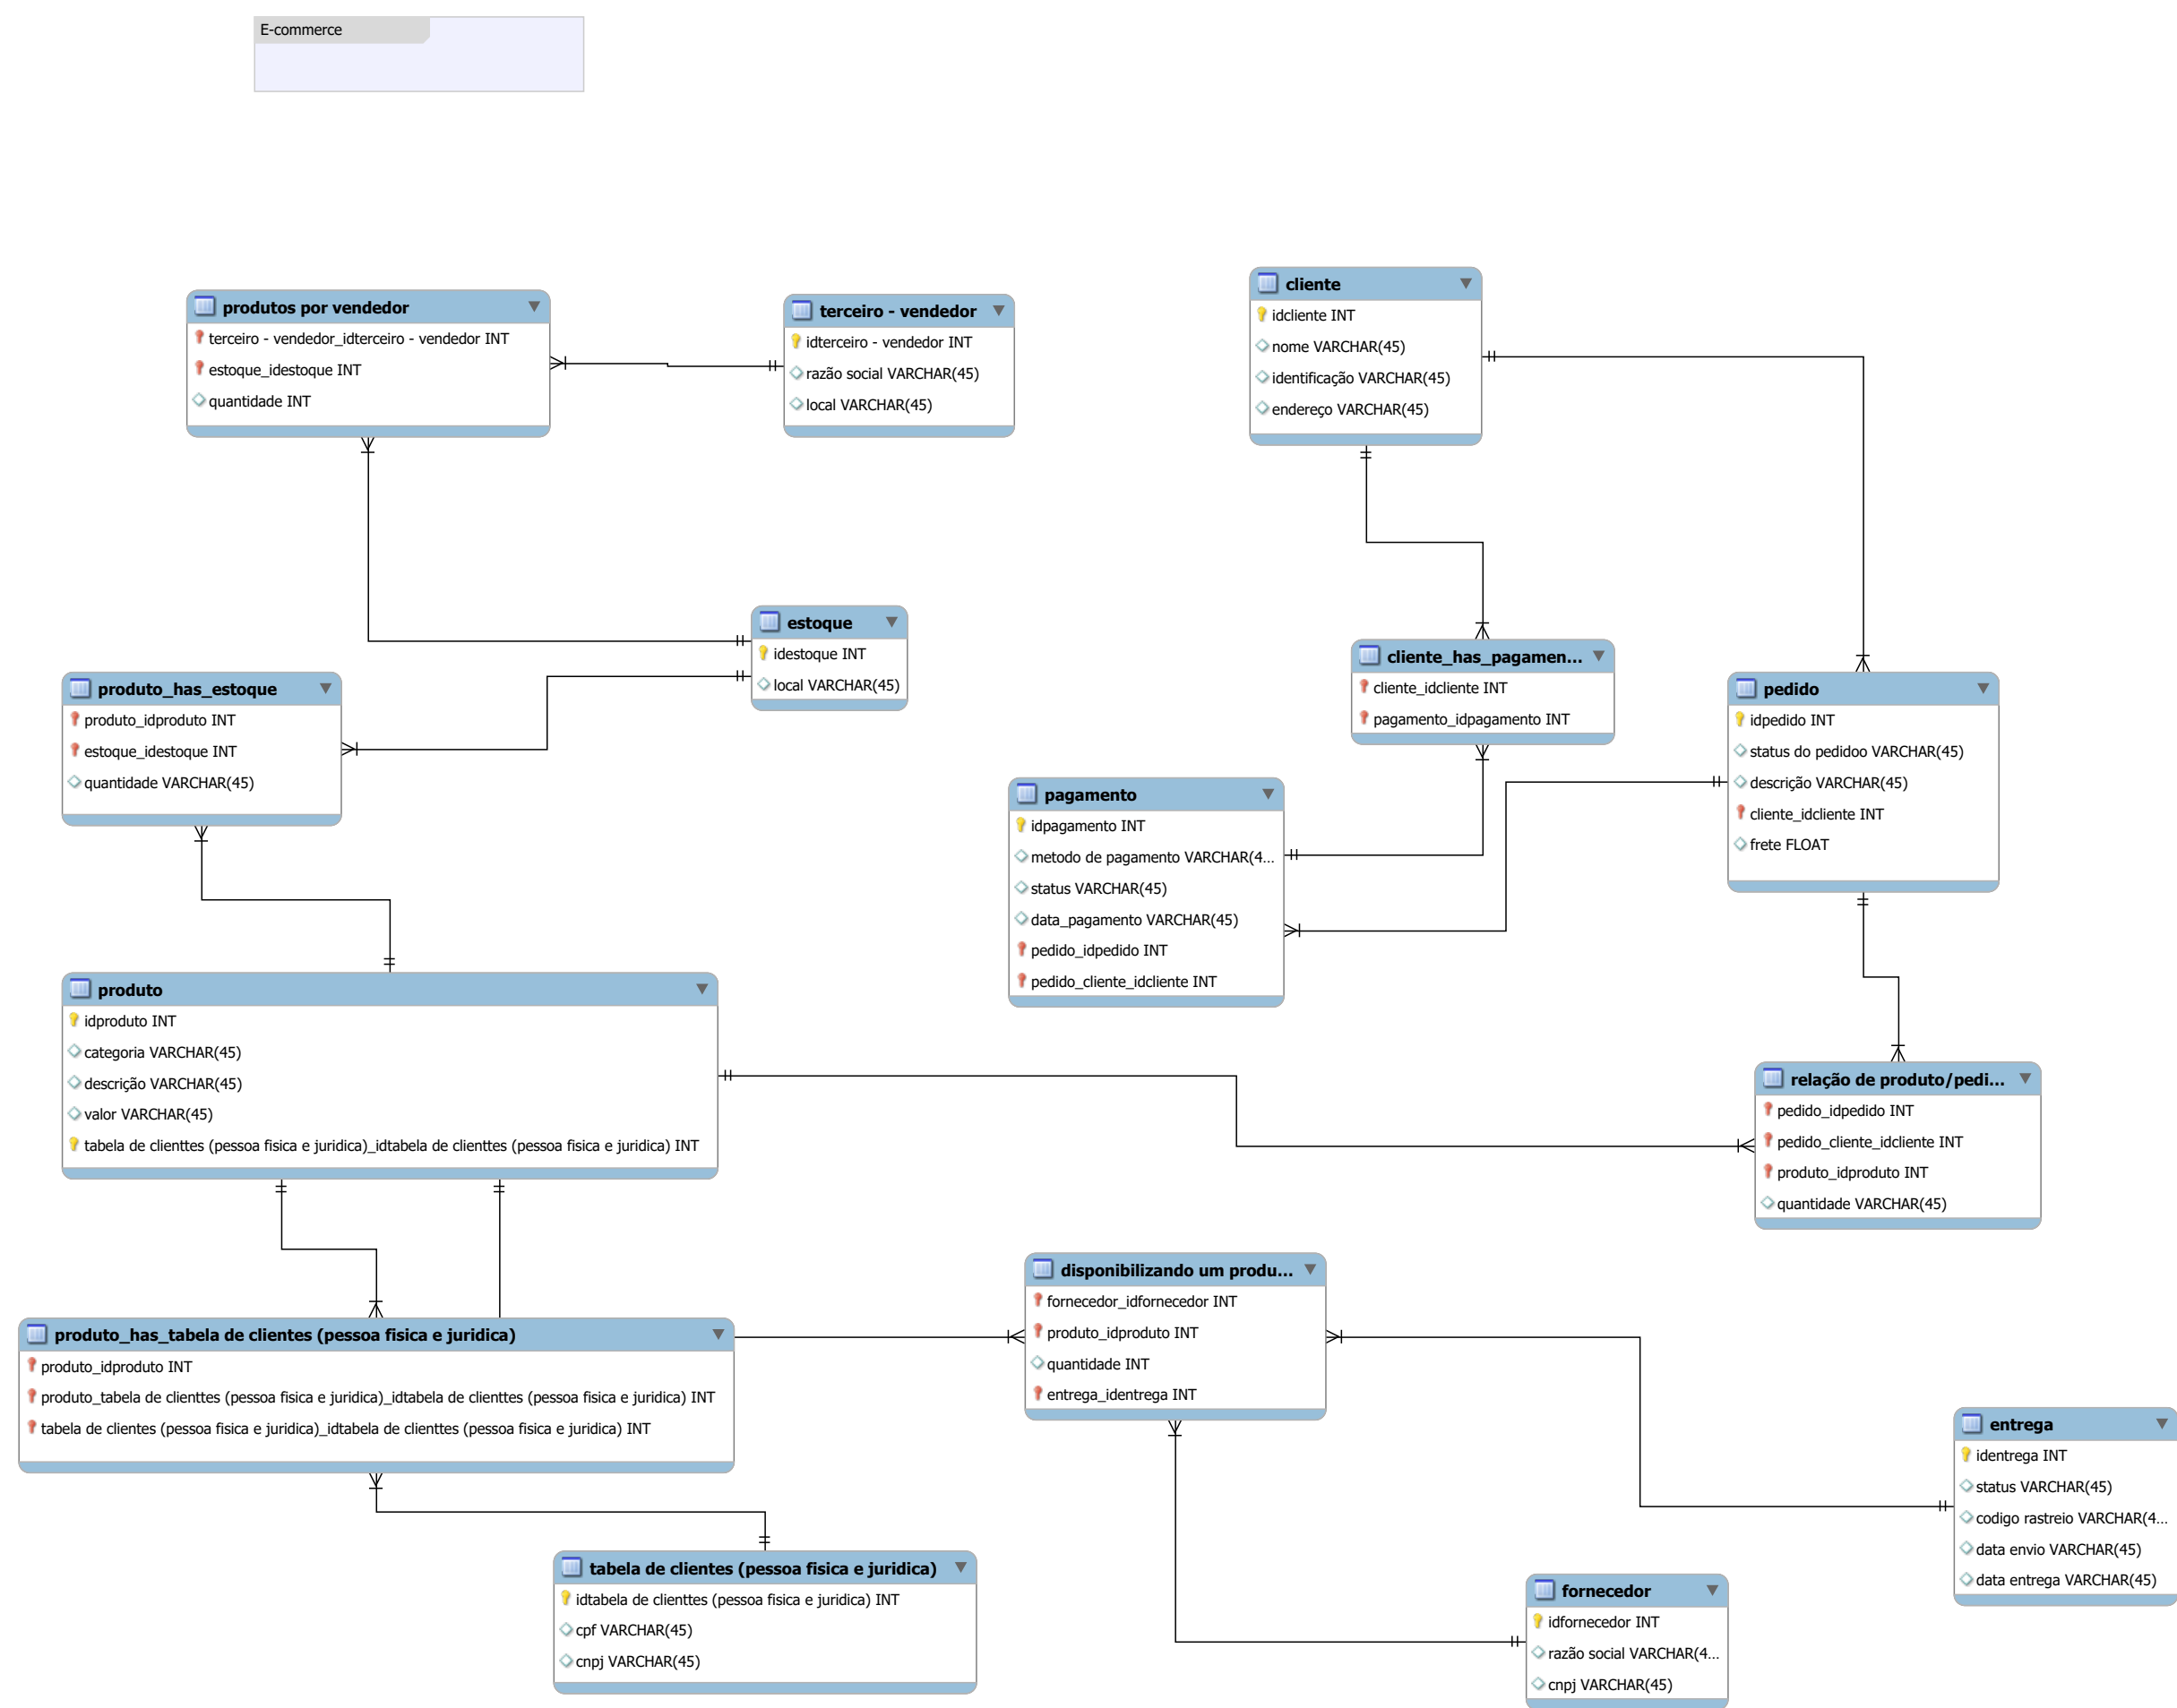 E-commerce
produtos por vendedor
terceiro - vendedor_idterceiro - vendedor INT
estoque_idestoque INT
quantidade INT
terceiro - vendedor
idterceiro - vendedor INT
razão social VARCHAR(45)
local VARCHAR(45)
cliente
idcliente INT
nome VARCHAR(45)
identificação VARCHAR(45)
endereço VARCHAR(45)
estoque
idestoque INT
local VARCHAR(45)
produto_has_estoque
produto_idproduto INT
estoque_idestoque INT
quantidade VARCHAR(45)
cliente_has_pagamen...
cliente_idcliente INT
pagamento_idpagamento INT
pedido
idpedido INT
status do pedidoo VARCHAR(45)
descrição VARCHAR(45)
cliente_idcliente INT
frete FLOAT
pagamento
idpagamento INT
metodo de pagamento VARCHAR(4...
status VARCHAR(45)
data_pagamento VARCHAR(45)
pedido_idpedido INT
pedido_cliente_idcliente INT
produto
idproduto INT
categoria VARCHAR(45)
descrição VARCHAR(45)
valor VARCHAR(45)
tabela de clienttes (pessoa fisica e juridica)_idtabela de clienttes (pessoa fisica e juridica) INT
relação de produto/pedi...
pedido_idpedido INT
pedido_cliente_idcliente INT
produto_idproduto INT
quantidade VARCHAR(45)
disponibilizando um produ...
fornecedor_idfornecedor INT
produto_idproduto INT
quantidade INT
entrega_identrega INT
produto_has_tabela de clientes (pessoa fisica e juridica)
produto_idproduto INT
produto_tabela de clienttes (pessoa fisica e juridica)_idtabela de clienttes (pessoa fisica e juridica) INT
tabela de clientes (pessoa fisica e juridica)_idtabela de clienttes (pessoa fisica e juridica) INT
entrega
identrega INT
status VARCHAR(45)
codigo rastreio VARCHAR(4...
data envio VARCHAR(45)
data entrega VARCHAR(45)
tabela de clientes (pessoa fisica e juridica)
idtabela de clienttes (pessoa fisica e juridica) INT
cpf VARCHAR(45)
cnpj VARCHAR(45)
fornecedor
idfornecedor INT
razão social VARCHAR(4...
cnpj VARCHAR(45)